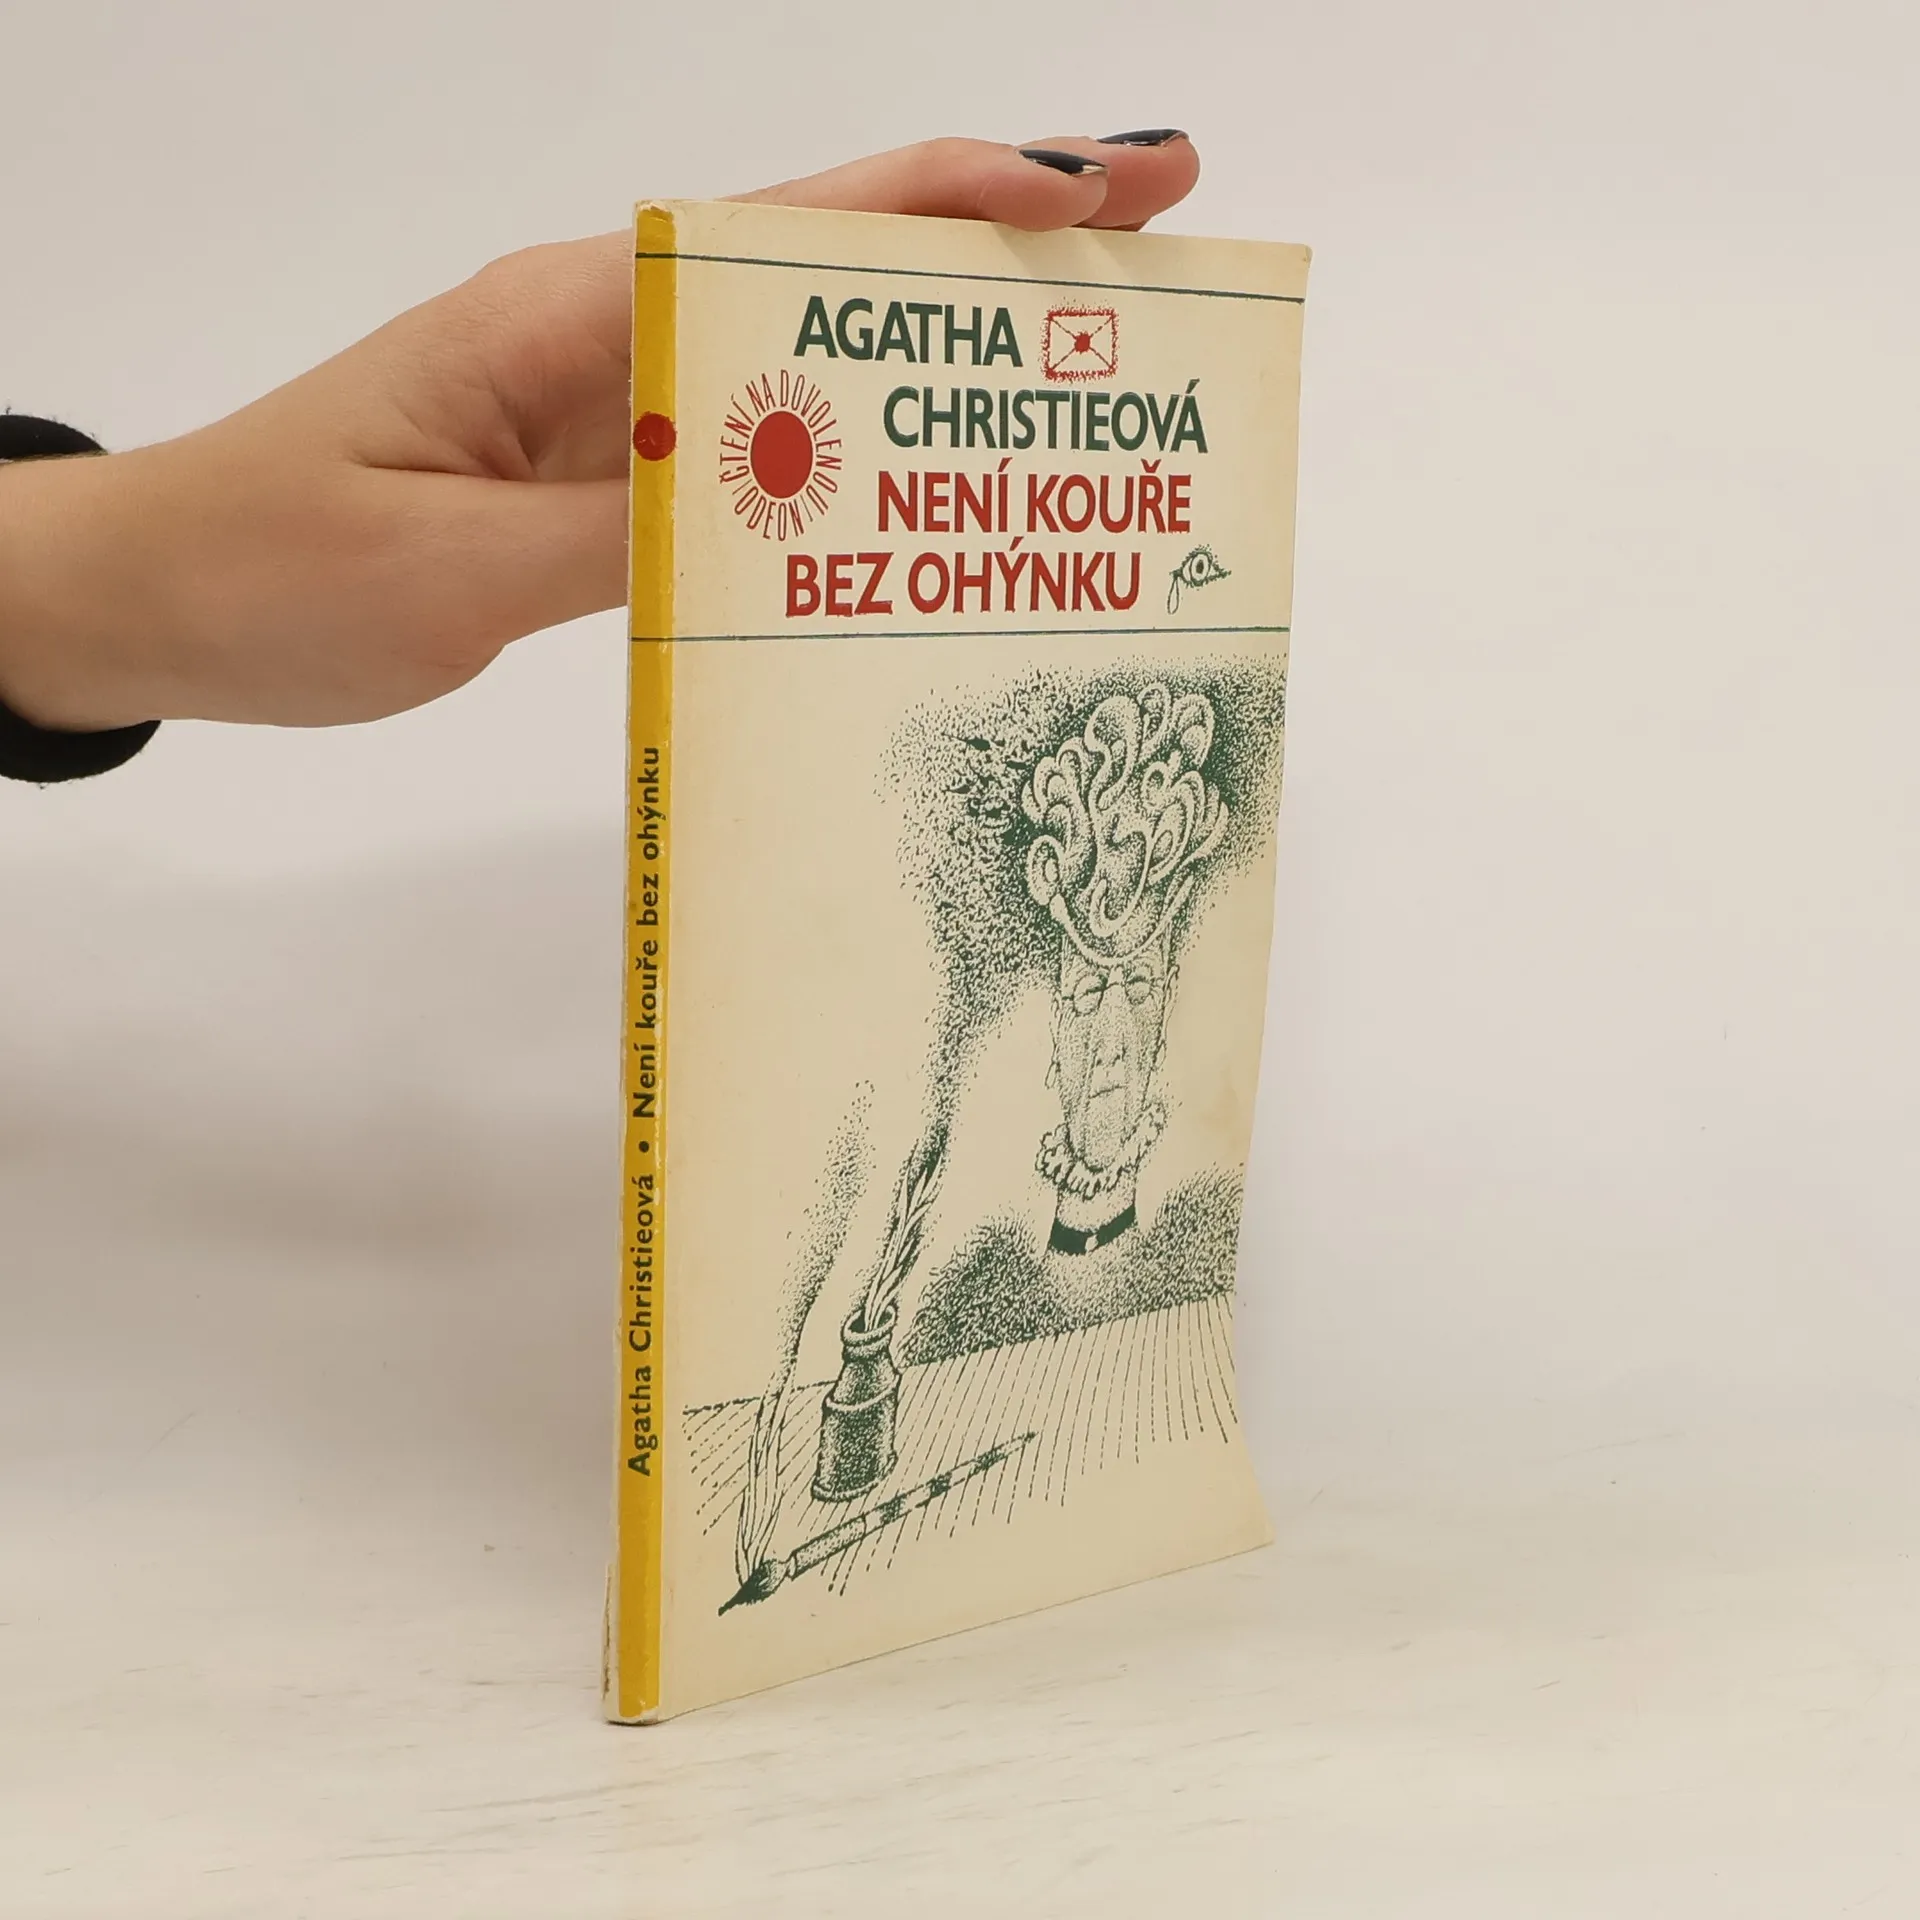 AGATHA
CHRISTIEOVÁ
NENÍ KOUŘE
BEZ OHÝNKU
ČTENÍ NA DOVOLENOU / ODEON /
Agatha Christieová • Není kouře bez ohýnku